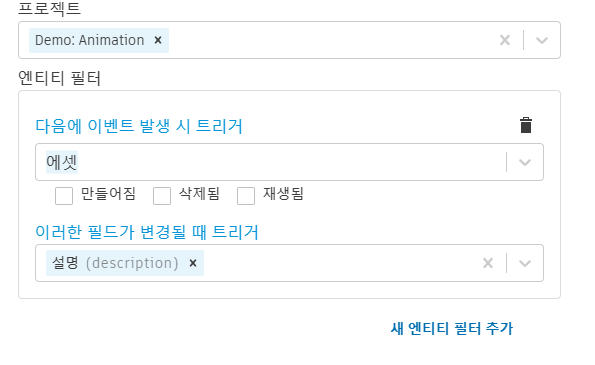 프로젝트
Demo: Animation ×
엔티티 필터
다음에 이벤트 발생 시 트리거
에셋
만들어짐 삭제됨 재생됨
이러한 필드가 변경될 때 트리거
설명 (description) ×
새 엔티티 필터 추가